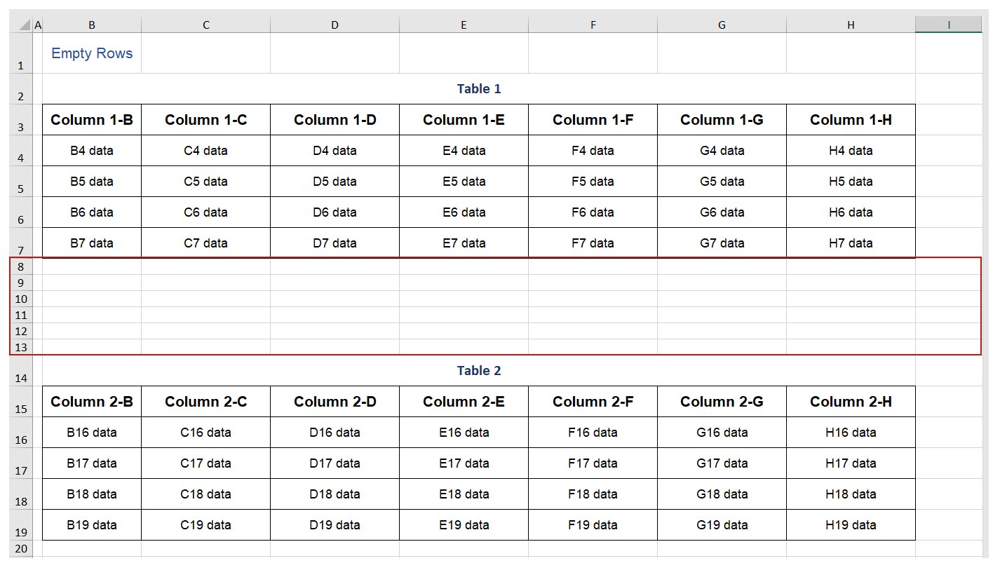 A B C D E F G H I
1 Empty Rows
2 Table 1
3 Column 1-B Column 1-C Column 1-D Column 1-E Column 1-F Column 1-G Column 1-H
4 B4 data C4 data D4 data E4 data F4 data G4 data H4 data
5 B5 data C5 data D5 data E5 data F5 data G5 data H5 data
6 B6 data C6 data D6 data E6 data F6 data G6 data H6 data
7 B7 data C7 data D7 data E7 data F7 data G7 data H7 data
8
9
10
11
12
13
14 Table 2
15 Column 2-B Column 2-C Column 2-D Column 2-E Column 2-F Column 2-G Column 2-H
16 B16 data C16 data D16 data E16 data F16 data G16 data H16 data
17 B17 data C17 data D17 data E17 data F17 data G17 data H17 data
18 B18 data C18 data D18 data E18 data F18 data G18 data H18 data
19 B19 data C19 data D19 data E19 data F19 data G19 data H19 data
20